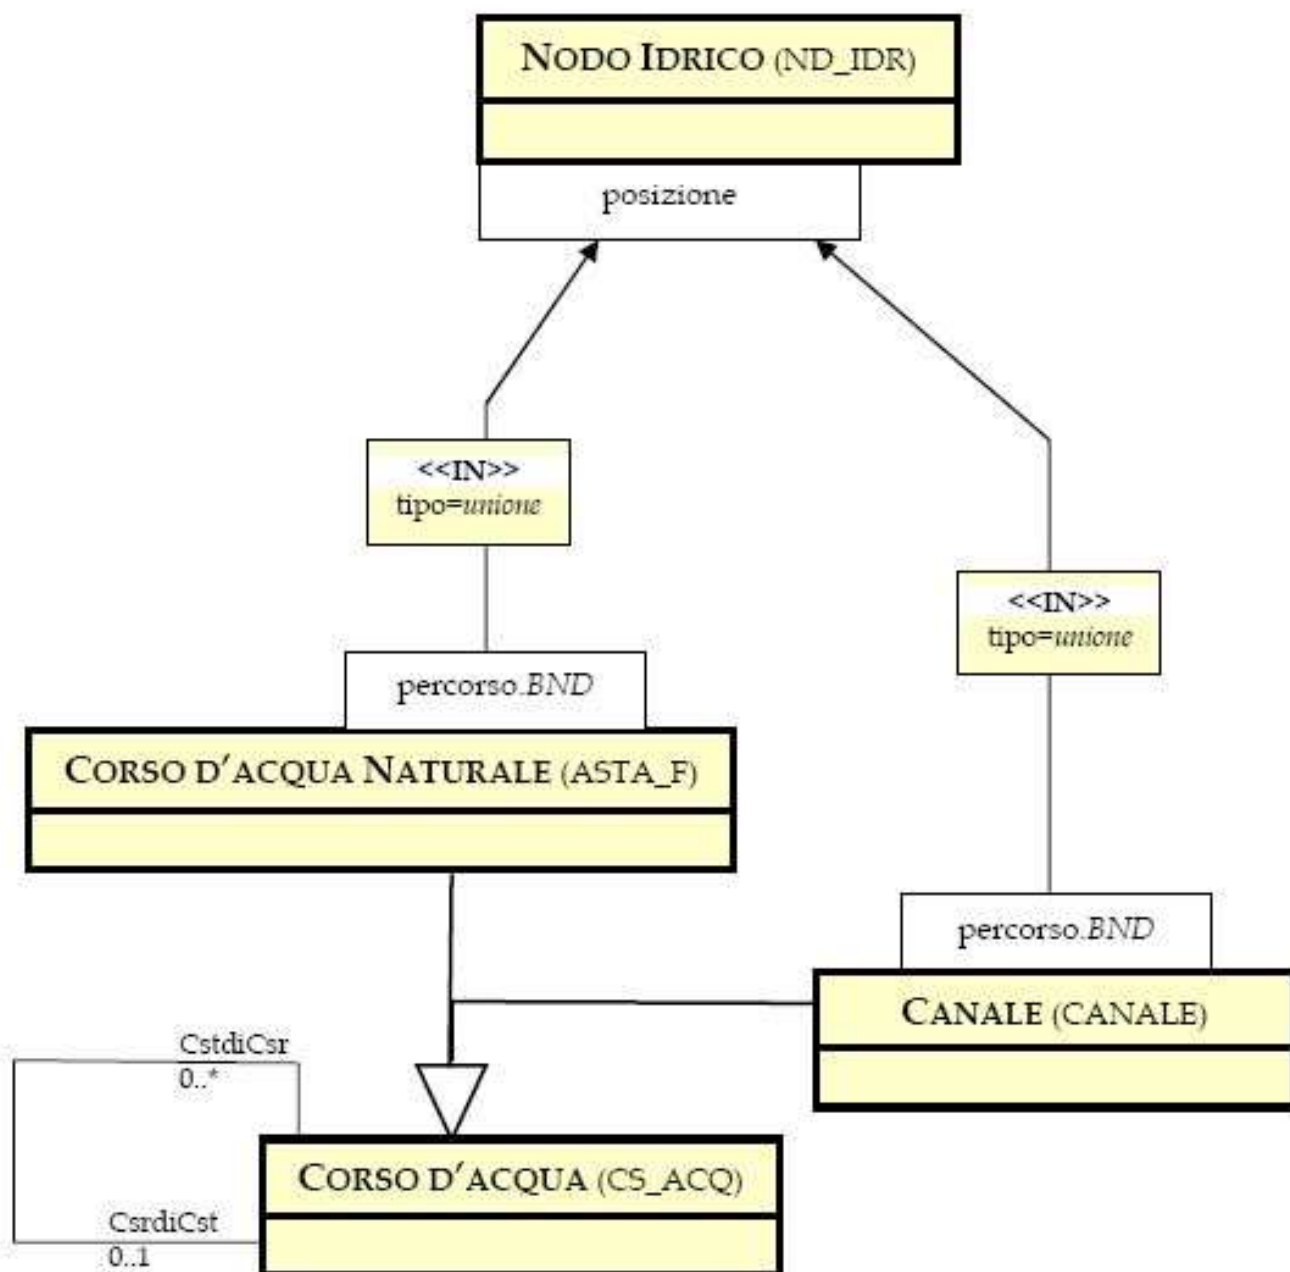 NODO IDRICO (ND_IDR)
posizione
<<IN>>
tipo=unione
<<IN>>
tipo=unione
percorso.BND
CORSO D'ACQUA NATURALE (ASTA_F)
percorso.BND
CANALE (CANALE)
CstdiCsr
0..*
CORSO D'ACQUA (CS_ACQ)
CsrdiCst
0..1